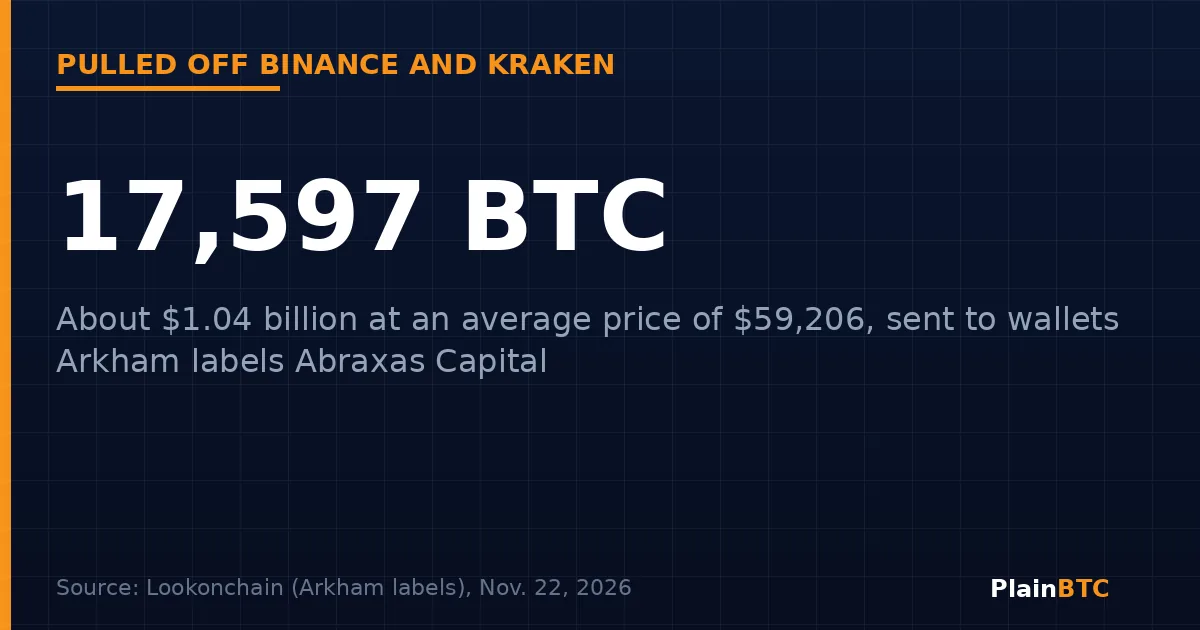 PULLED OFF BINANCE AND KRAKEN
17,597 BTC
About $1.04 billion at an average price of $59,206, sent to wallets
Arkham labels Abraxas Capital
Source: Lookonchain (Arkham labels), Nov. 22, 2026
PlainBTC